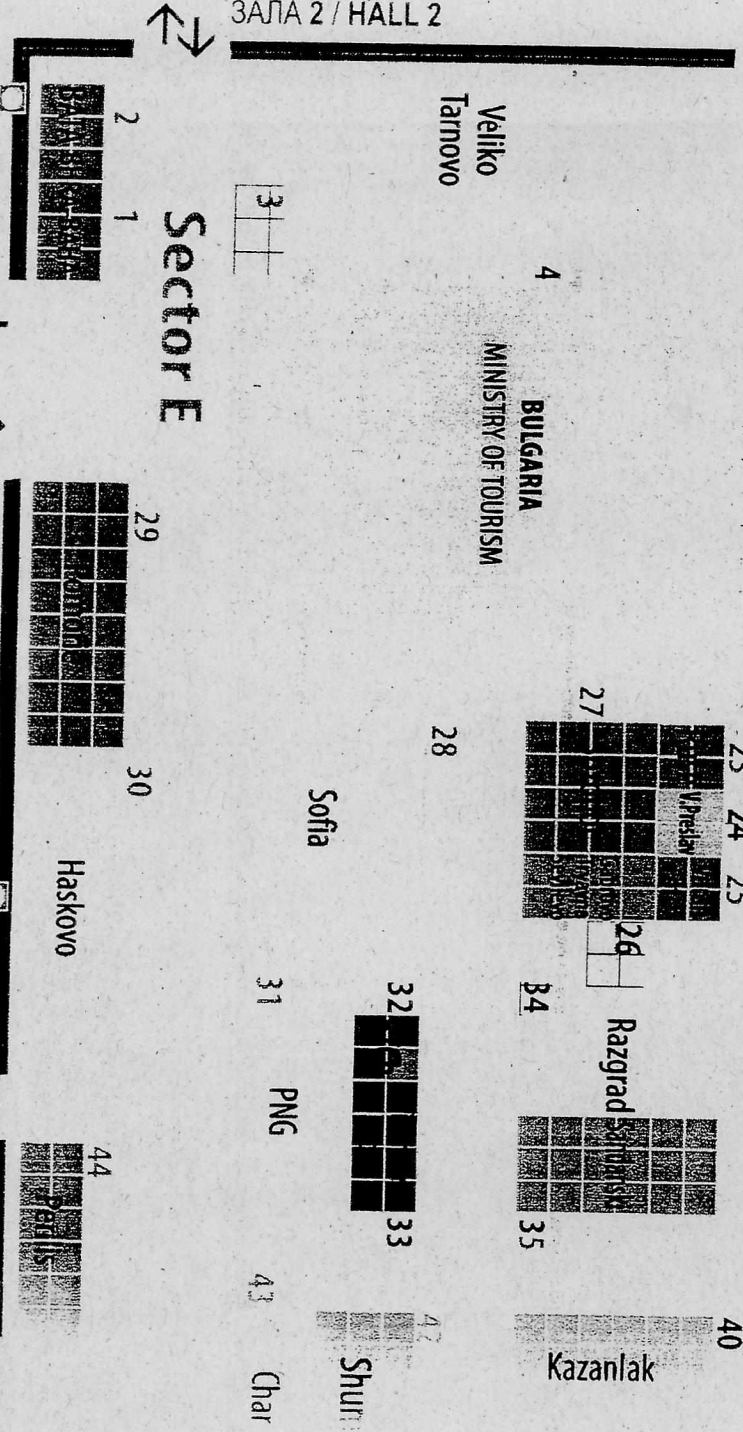 ЗАЛА 2 / HALL 2
2
1
Sector E
3
Veliko
Tarnovo
4
BULGARIA
MINISTRY OF TOURISM
29
30
Haskovo
28
Sofia
27
24
25
V.Preslav
26
34
Razgrad
Sandanski
35
31
PNG
32
33
40
Kazanlak
42
Shum
43
Char
44
Perlis